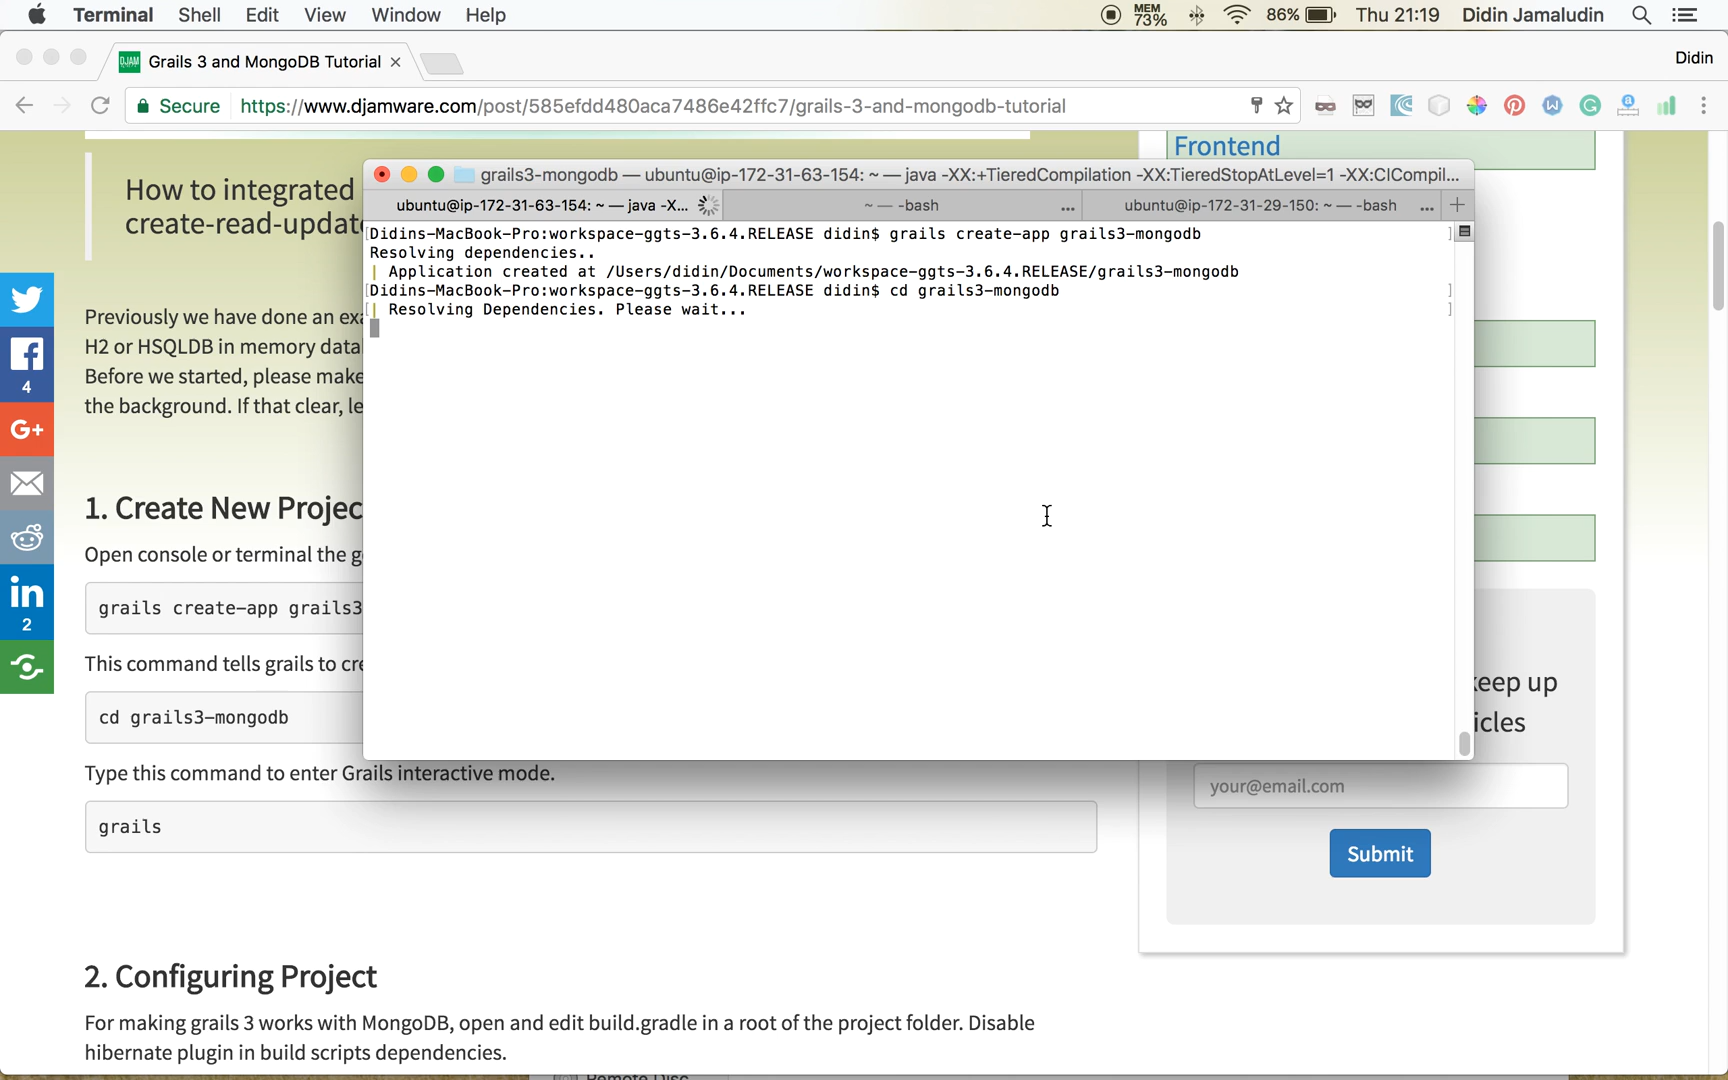 Terminal Shell Edit View Window Help MEM 73% 86% Thu 21:19 Didin Jamaludin
Grails 3 and MongoDB Tutorial × Didin
Secure https://www.djamware.com/post/585efdd480aca7486e42ffc7/grails-3-and-mongodb-tutorial
Frontend
How to integrated
create-read-update
grails3-mongodb — ubuntu@ip-172-31-63-154: ~ — java -XX:+TieredCompilation -XX:TieredStopAtLevel=1 -XX:CICompil...
ubuntu@ip-172-31-63-154: ~ — java -X... ~ — -bash ... ubuntu@ip-172-31-29-150: ~ — -bash ... +
[Didins-MacBook-Pro:workspace-ggts-3.6.4.RELEASE didin$ grails create-app grails3-mongodb ]
Resolving dependencies..
| Application created at /Users/didin/Documents/workspace-ggts-3.6.4.RELEASE/grails3-mongodb
[Didins-MacBook-Pro:workspace-ggts-3.6.4.RELEASE didin$ cd grails3-mongodb ]
[| Resolving Dependencies. Please wait... ]
Previously we have done an exa
H2 or HSQLDB in memory data
Before we started, please make
the background. If that clear, le
4
G+
in
2
1. Create New Projec
Open console or terminal the g
grails create-app grails3
This command tells grails to cre
cd grails3-mongodb
Type this command to enter Grails interactive mode.
grails
keep up
icles
your@email.com
Submit
2. Configuring Project
For making grails 3 works with MongoDB, open and edit build.gradle in a root of the project folder. Disable
hibernate plugin in build scripts dependencies.
Remote Disc